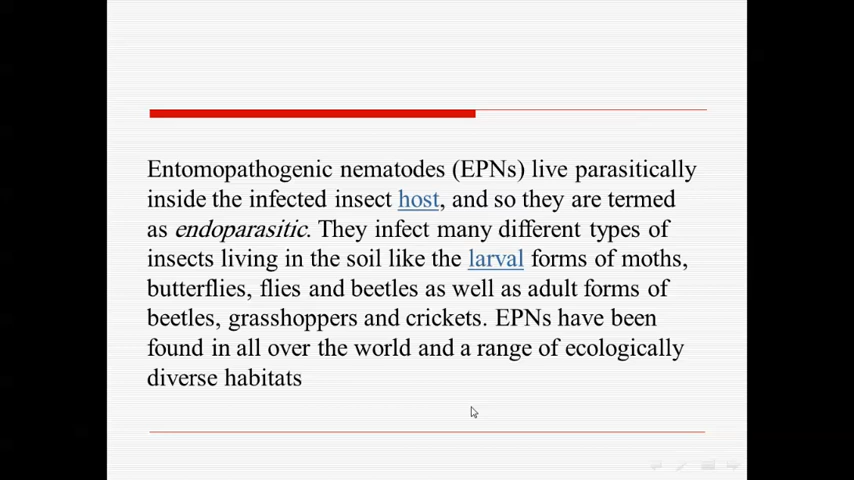 Entomopathogenic nematodes (EPNs) live parasitically
inside the infected insect host, and so they are termed
as endoparasitic. They infect many different types of
insects living in the soil like the larval forms of moths,
butterflies, flies and beetles as well as adult forms of
beetles, grasshoppers and crickets. EPNs have been
found in all over the world and a range of ecologically
diverse habitats